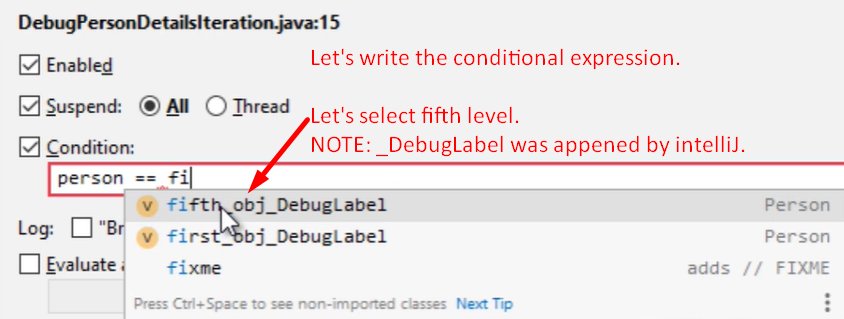 DebugPersonDetailsIteration.java:15
Enabled
Let's write the conditional expression.
Suspend: All Thread
Let's select fifth level.
Condition:
NOTE: _DebugLabel was appened by intelliJ.
person == fi
v fifth_obj_DebugLabel Person
Log: "Br
v first_obj_DebugLabel Person
Evaluate a
fixme adds // FIXME
Press Ctrl+Space to see non-imported classes Next Tip